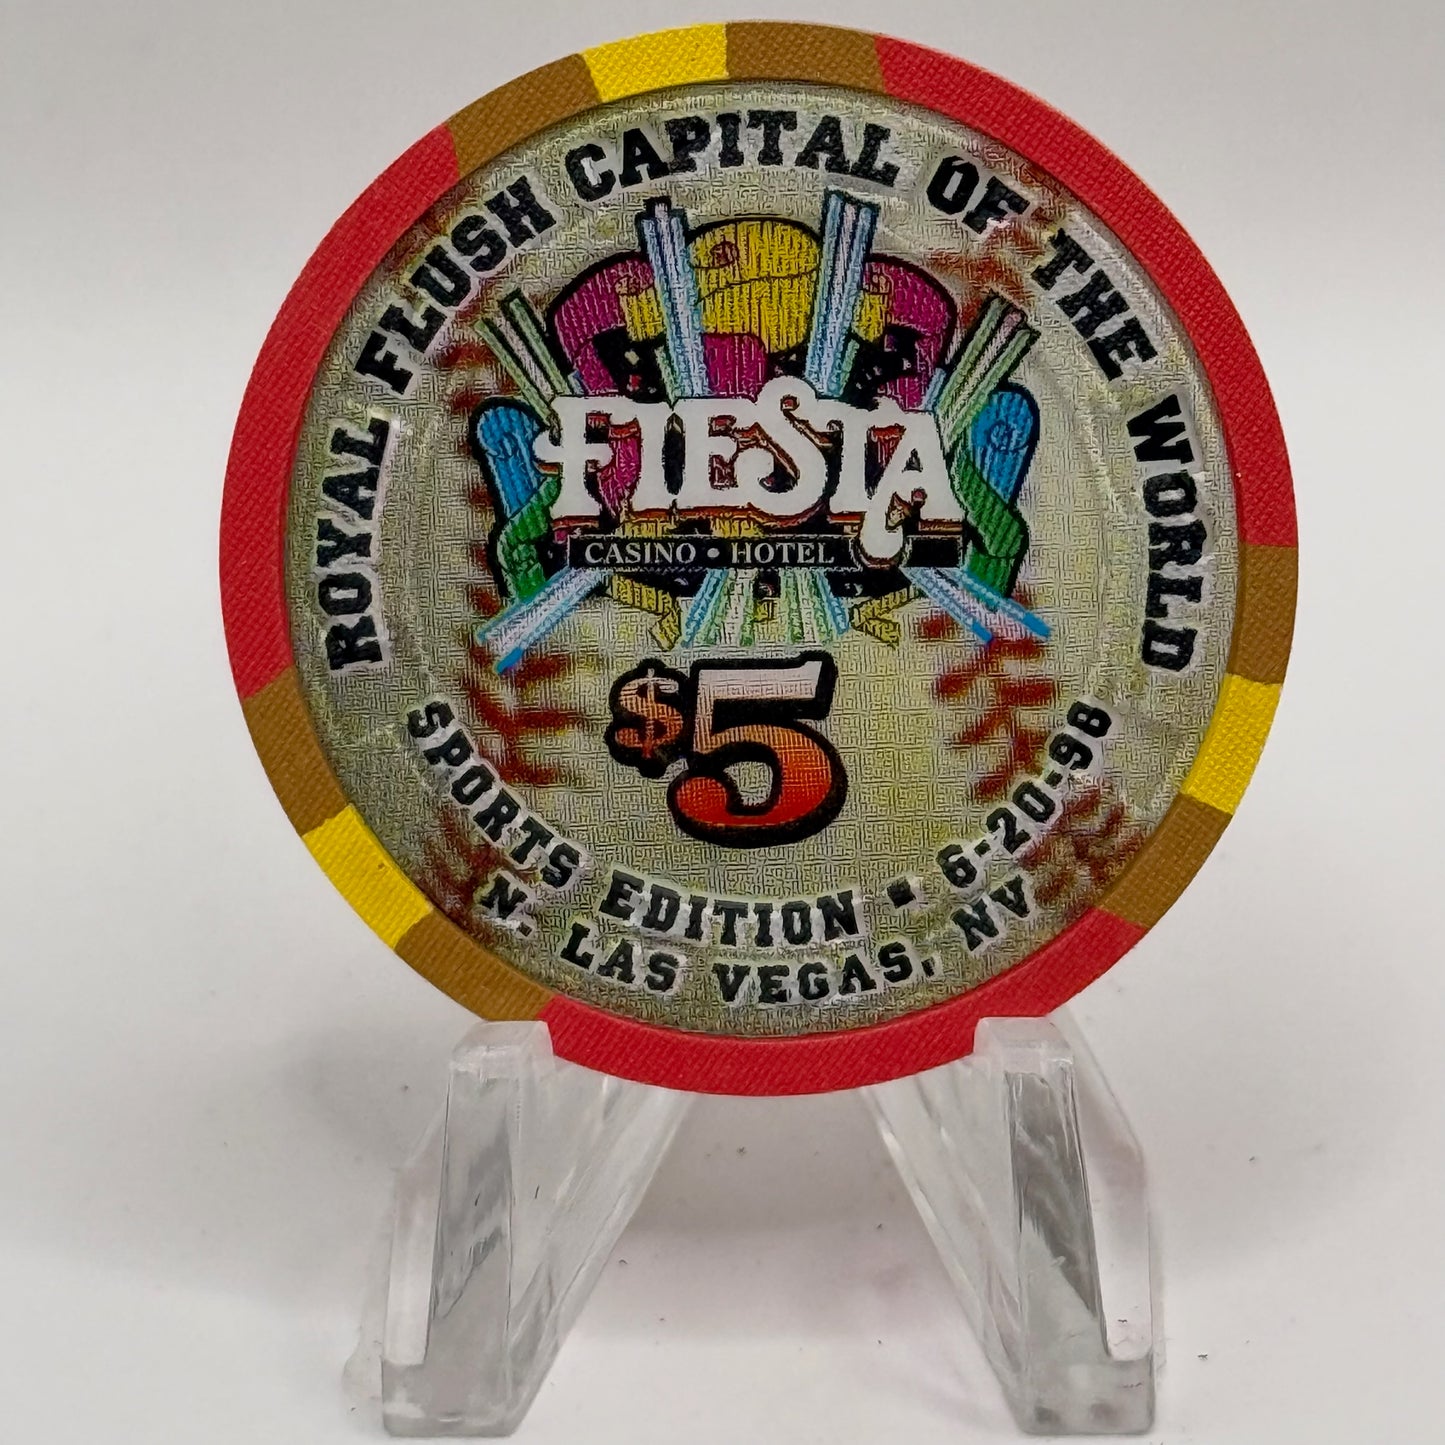 ROYAL FLUSH CAPITAL OF THE WORLD
FIESTA
CASINO • HOTEL
$5
SPORTS EDITION ▪ 6-20-98
N. LAS VEGAS, NV